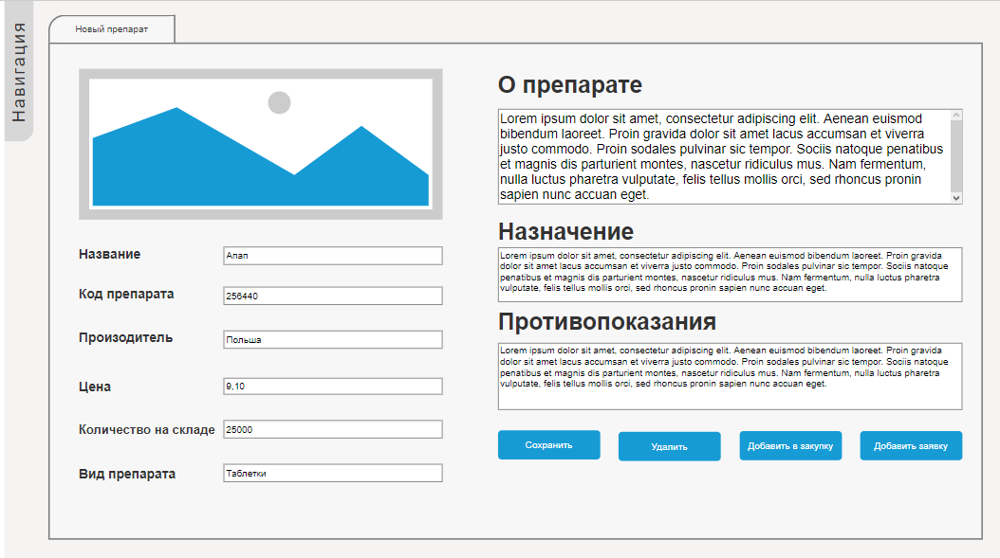 Навигация
Новый препарат
Название
Апап
Код препарата
256440
Произодитель
Польша
Цена
9,10
Количество на складе
25000
Вид препарата
Таблетки
О препарате
Lorem ipsum dolor sit amet, consectetur adipiscing elit. Aenean euismod
bibendum laoreet. Proin gravida dolor sit amet lacus accumsan et viverra
justo commodo. Proin sodales pulvinar sic tempor. Sociis natoque penatibus
et magnis dis parturient montes, nascetur ridiculus mus. Nam fermentum,
nulla luctus pharetra vulputate, felis tellus mollis orci, sed rhoncus pronin
sapien nunc accuan eget.
Назначение
Lorem ipsum dolor sit amet, consectetur adipiscing elit. Aenean euismod bibendum laoreet. Proin gravida
dolor sit amet lacus accumsan et viverra justo commodo. Proin sodales pulvinar sic tempor. Sociis natoque
penatibus et magnis dis parturient montes, nascetur ridiculus mus. Nam fermentum, nulla luctus pharetra
vulputate, felis tellus mollis orci, sed rhoncus pronin sapien nunc accuan eget.
Противопоказания
Lorem ipsum dolor sit amet, consectetur adipiscing elit. Aenean euismod bibendum laoreet. Proin gravida
dolor sit amet lacus accumsan et viverra justo commodo. Proin sodales pulvinar sic tempor. Sociis natoque
penatibus et magnis dis parturient montes, nascetur ridiculus mus. Nam fermentum, nulla luctus pharetra
vulputate, felis tellus mollis orci, sed rhoncus pronin sapien nunc accuan eget.
Сохранить
Удалить
Добавить в закупку
Добавить заявку